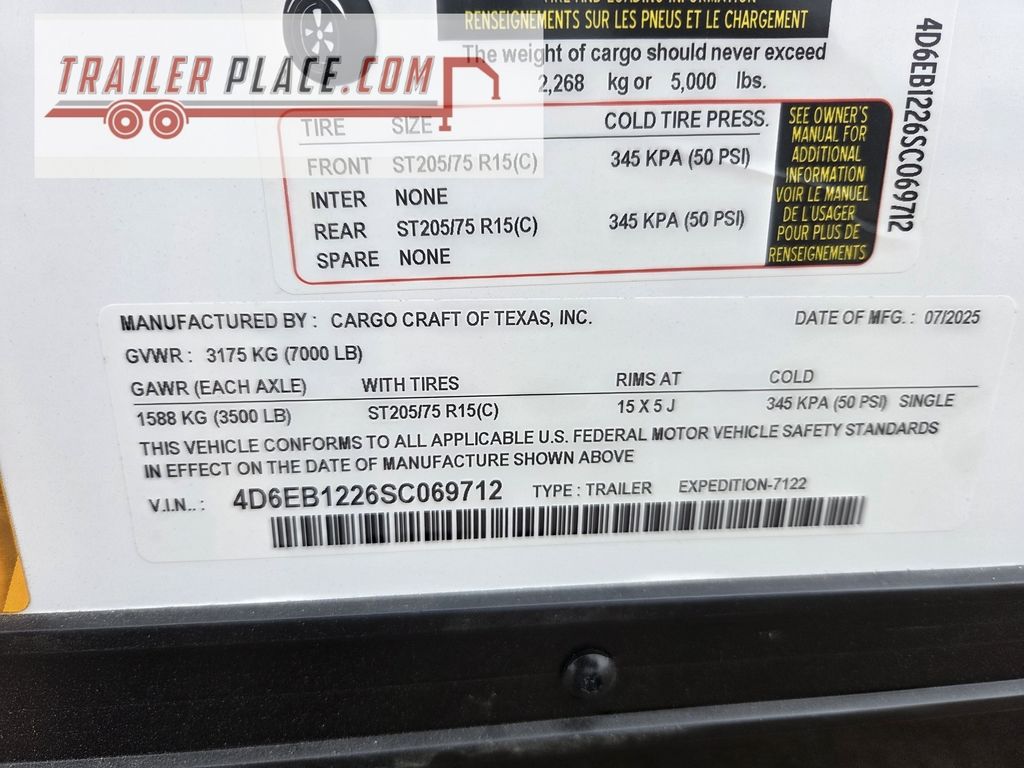 TIRE AND LOADING INFORMATION
RENSEIGNEMENTS SUR LES PNEUS ET LE CHARGEMENT
The weight of cargo should never exceed
2,268 kg or 5,000 lbs.
TRAILER PLACE.COM
TIRE SIZE COLD TIRE PRESS.
FRONT ST205/75 R15(C) 345 KPA (50 PSI)
INTER NONE
REAR ST205/75 R15(C) 345 KPA (50 PSI)
SPARE NONE
SEE OWNER'S
MANUAL FOR
ADDITIONAL
INFORMATION
VOIR LE MANUEL
DE L'USAGER
POUR PLUS DE
RENSEIGNEMENTS
4D6EB1226SC069712
MANUFACTURED BY : CARGO CRAFT OF TEXAS, INC. DATE OF MFG. : 07/2025
GVWR : 3175 KG (7000 LB)
GAWR (EACH AXLE) WITH TIRES RIMS AT COLD
1588 KG (3500 LB) ST205/75 R15(C) 15 X 5 J 345 KPA (50 PSI) SINGLE
THIS VEHICLE CONFORMS TO ALL APPLICABLE U.S. FEDERAL MOTOR VEHICLE SAFETY STANDARDS
IN EFFECT ON THE DATE OF MANUFACTURE SHOWN ABOVE
V.I.N.. : 4D6EB1226SC069712 TYPE : TRAILER EXPEDITION-7122